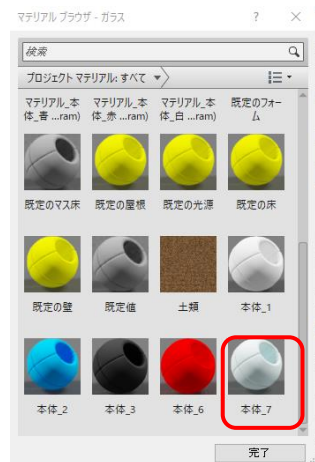 マテリアル ブラウザ - ガラス
検索
プロジェクト マテリアル: すべて
マテリアル_本体_青 ...ram)
マテリアル_本体_赤 ...ram)
マテリアル_本体_白 ...ram)
既定のフォーム
既定のマス床
既定の屋根
既定の光源
既定の床
既定の壁
既定値
土類
本体_1
本体_2
本体_3
本体_6
本体_7
完了